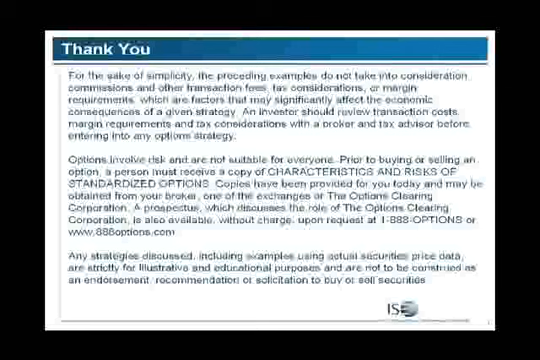 Thank You
For the sake of simplicity, the preceding examples do not take into consideration
commissions and other transaction fees, tax considerations, or margin
requirements, which are factors that may significantly affect the economic
consequences of a given strategy. An investor should review transaction costs,
margin requirements and tax considerations with a broker and tax advisor before
entering into any options strategy.
Options involve risk and are not suitable for everyone. Prior to buying or selling an
option, a person must receive a copy of CHARACTERISTICS AND RISKS OF
STANDARDIZED OPTIONS. Copies have been provided for you today and may be
obtained from your broker, one of the exchanges or The Options Clearing
Corporation. A prospectus, which discusses the role of The Options Clearing
Corporation, is also available, without charge, upon request at 1-888-OPTIONS or
www.888options.com
Any strategies discussed, including examples using actual securities price data,
are strictly for illustrative and educational purposes and are not to be construed as
an endorsement, recommendation or solicitation to buy or sell securities
ISE